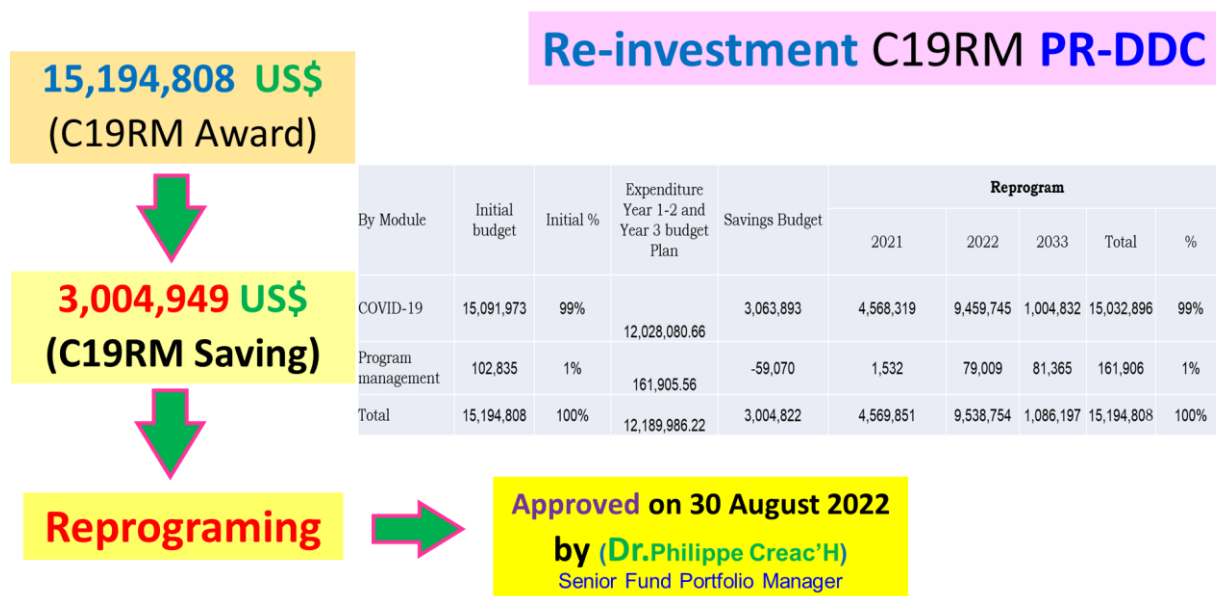 Re-investment C19RM PR-DDC
15,194,808 US$
(C19RM Award)
3,004,949 US$
(C19RM Saving)
Reprograming
By Module
Initial
budget
Initial %
Expenditure
Year 1-2 and
Year 3 budget
Plan
Savings Budget
Reprogram
2021 2022 2033 Total %
COVID-19 15,091,973 99% 12,028,080.66 3,063,893 4,568,319 9,459,745 1,004,832 15,032,896 99%
Program
management 102,835 1% 161,905.56 -59,070 1,532 79,009 81,365 161,906 1%
Total 15,194,808 100% 12,189,986.22 3,004,822 4,569,851 9,538,754 1,086,197 15,194,808 100%
Approved on 30 August 2022
by (Dr.Philippe Creac’H)
Senior Fund Portfolio Manager